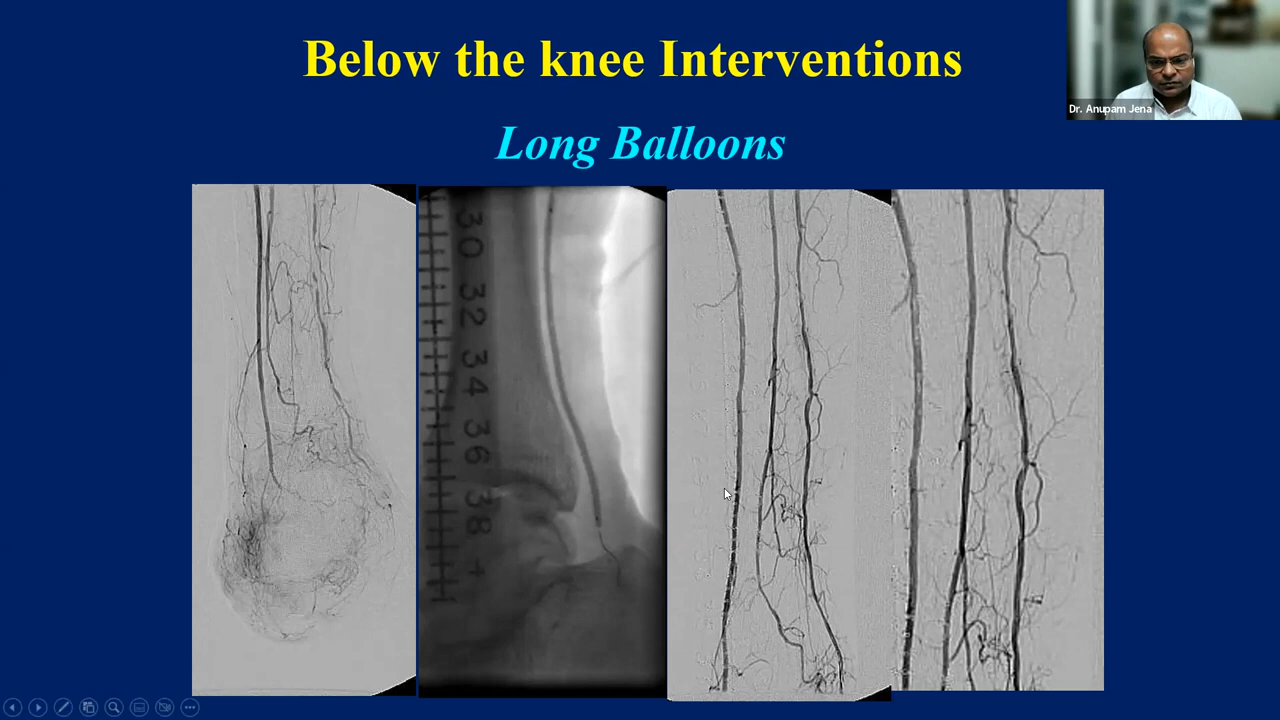 Below the knee Interventions
Dr. Anupam Jena
Long Balloons
30
32
34
36
38